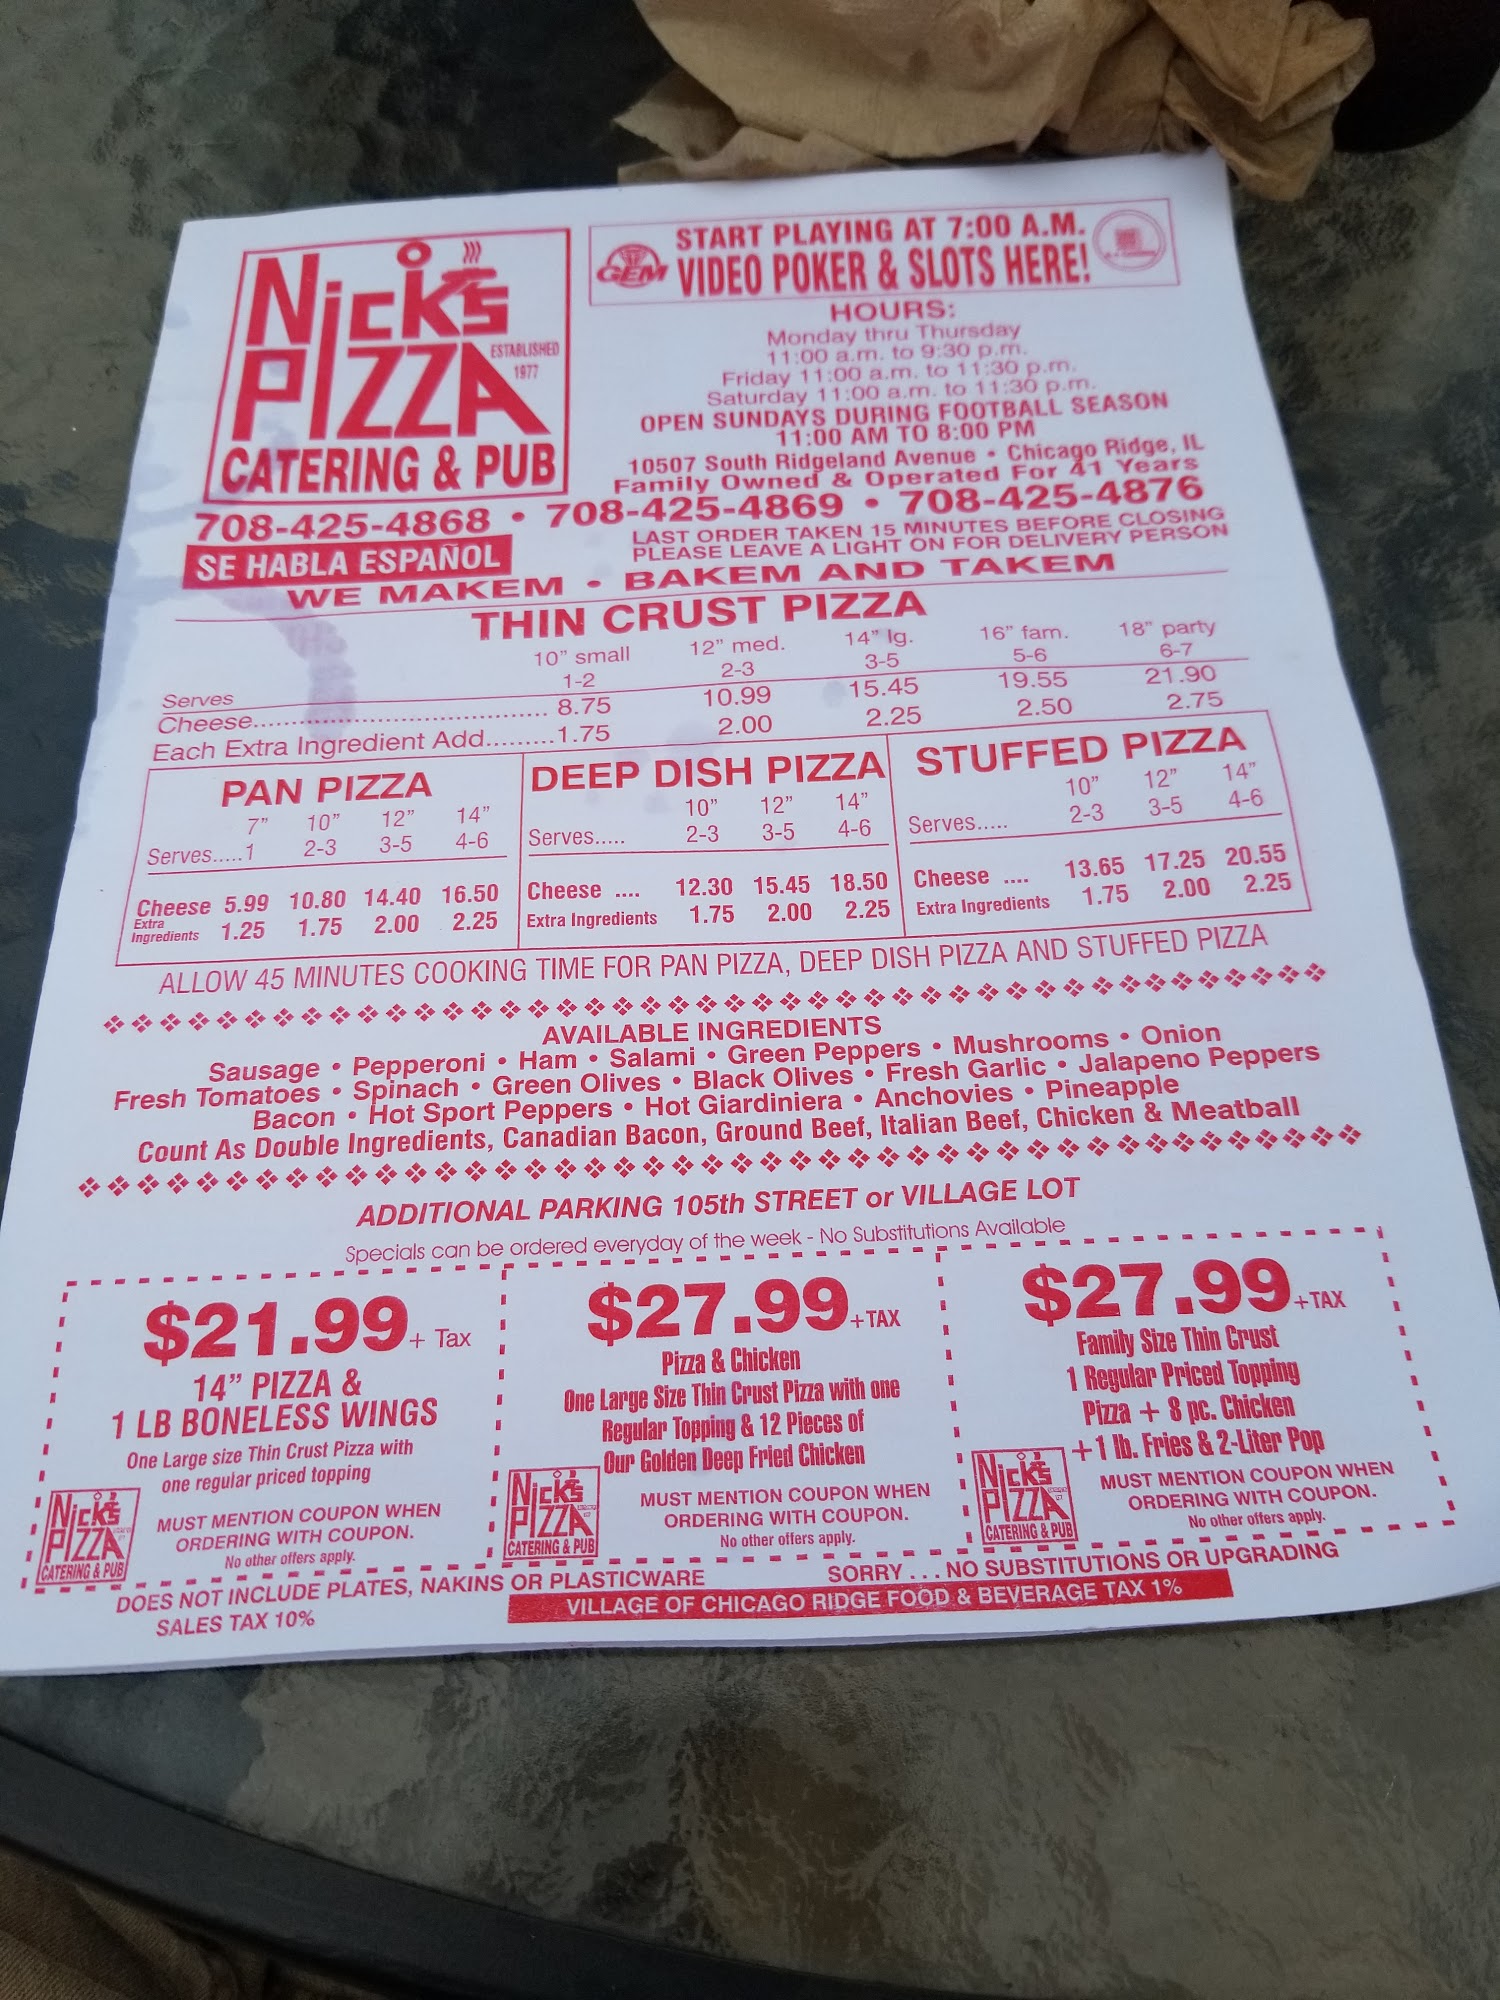 NICK'S
PIZZA
ESTABLISHED
1977
CATERING & PUB
GEM
START PLAYING AT 7:00 A.M.
VIDEO POKER & SLOTS HERE!
HOURS:
Monday thru Thursday
11:00 a.m. to 9:30 p.m.
Friday 11:00 a.m. to 11:30 p.m.
Saturday 11:00 a.m. to 11:30 p.m.
OPEN SUNDAYS DURING FOOTBALL SEASON
11:00 AM TO 8:00 PM
10507 South Ridgeland Avenue • Chicago Ridge, IL
Family Owned & Operated For 41 Years
708-425-4868 • 708-425-4869 • 708-425-4876
SE HABLA ESPAÑOL
LAST ORDER TAKEN 15 MINUTES BEFORE CLOSING
PLEASE LEAVE A LIGHT ON FOR DELIVERY PERSON
WE MAKEM • BAKEM AND TAKEM
THIN CRUST PIZZA
10" small 12" med. 14" lg. 16" fam. 18" party
Serves 1-2 2-3 3-5 5-6 6-7
Cheese.................................. 8.75 10.99 15.45 19.55 21.90
Each Extra Ingredient Add.........1.75 2.00 2.25 2.50 2.75
PAN PIZZA
7" 10" 12" 14"
Serves.....1 2-3 3-5 4-6
Cheese 5.99 10.80 14.40 16.50
Extra
Ingredients 1.25 1.75 2.00 2.25
DEEP DISH PIZZA
10" 12" 14"
Serves..... 2-3 3-5 4-6
Cheese .... 12.30 15.45 18.50
Extra Ingredients 1.75 2.00 2.25
STUFFED PIZZA
10" 12" 14"
Serves..... 2-3 3-5 4-6
Cheese .... 13.65 17.25 20.55
Extra Ingredients 1.75 2.00 2.25
ALLOW 45 MINUTES COOKING TIME FOR PAN PIZZA, DEEP DISH PIZZA AND STUFFED PIZZA
AVAILABLE INGREDIENTS
Sausage • Pepperoni • Ham • Salami • Green Peppers • Mushrooms • Onion
Fresh Tomatoes • Spinach • Green Olives • Black Olives • Fresh Garlic • Jalapeno Peppers
Bacon • Hot Sport Peppers • Hot Giardiniera • Anchovies • Pineapple
Count As Double Ingredients, Canadian Bacon, Ground Beef, Italian Beef, Chicken & Meatball
ADDITIONAL PARKING 105th STREET or VILLAGE LOT
Specials can be ordered everyday of the week - No Substitutions Available
$21.99 + Tax
14" PIZZA &
1 LB BONELESS WINGS
One Large size Thin Crust Pizza with
one regular priced topping
MUST MENTION COUPON WHEN
ORDERING WITH COUPON.
No other offers apply.
NICK'S
PIZZA
CATERING & PUB
$27.99 +TAX
Pizza & Chicken
One Large Size Thin Crust Pizza with one
Regular Topping & 12 Pieces of
Our Golden Deep Fried Chicken
MUST MENTION COUPON WHEN
ORDERING WITH COUPON.
No other offers apply.
NICK'S
PIZZA
CATERING & PUB
$27.99 +TAX
Family Size Thin Crust
1 Regular Priced Topping
Pizza + 8 pc. Chicken
+ 1 lb. Fries & 2-Liter Pop
MUST MENTION COUPON WHEN
ORDERING WITH COUPON.
No other offers apply.
NICK'S
PIZZA
CATERING & PUB
DOES NOT INCLUDE PLATES, NAKINS OR PLASTICWARE
SORRY . . . NO SUBSTITUTIONS OR UPGRADING
SALES TAX 10%
VILLAGE OF CHICAGO RIDGE FOOD & BEVERAGE TAX 1%